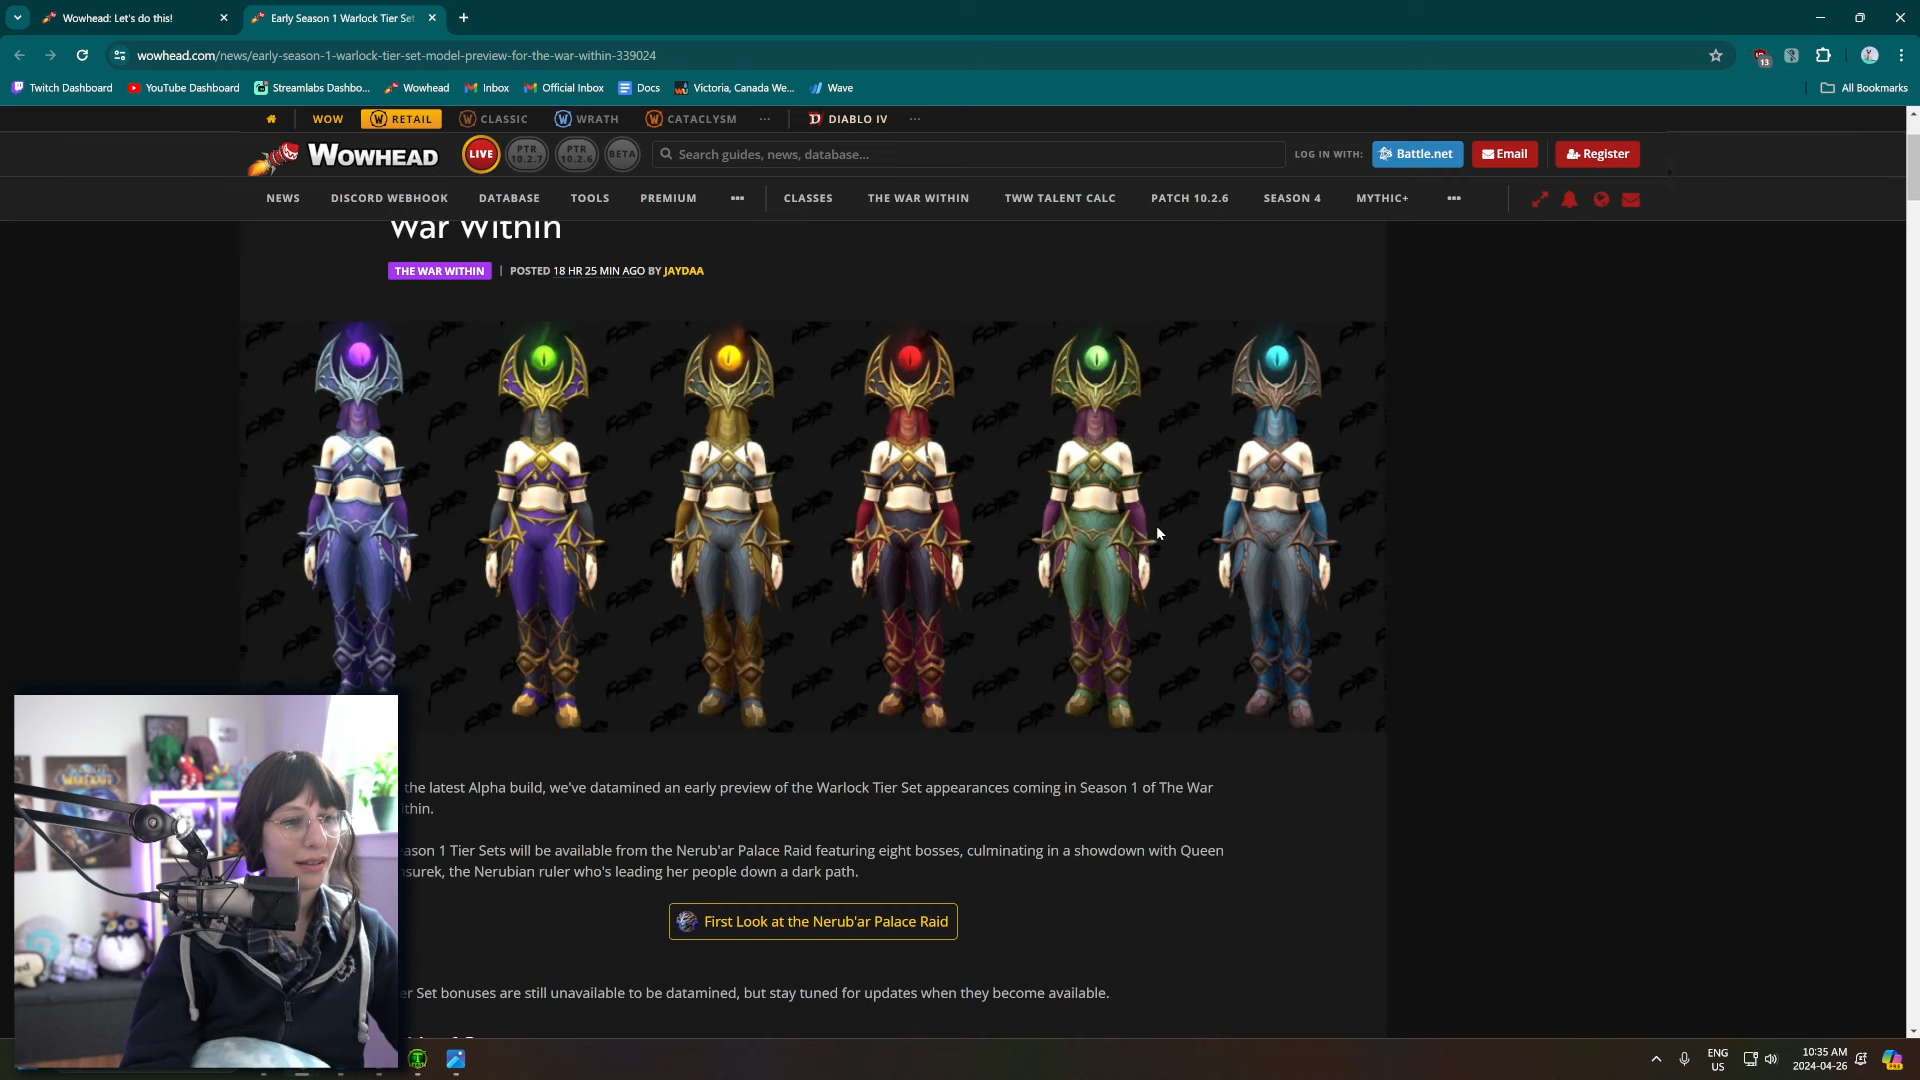 Wowhead: Let's do this!
Early Season 1 Warlock Tier Set
wowhead.com/news/early-season-1-warlock-tier-set-model-preview-for-the-war-within-339024
13
Twitch Dashboard
YouTube Dashboard
Streamlabs Dashbo...
Wowhead
Inbox
Official Inbox
Docs
Victoria, Canada We...
Wave
All Bookmarks
WOW
RETAIL
CLASSIC
WRATH
CATACLYSM
...
DIABLO IV
...
WOWHEAD
LIVE
PTR 10.2.7
PTR 10.2.6
BETA
Search guides, news, database...
LOG IN WITH:
Battle.net
Email
Register
NEWS
DISCORD WEBHOOK
DATABASE
TOOLS
PREMIUM
...
CLASSES
THE WAR WITHIN
TWW TALENT CALC
PATCH 10.2.6
SEASON 4
MYTHIC+
...
War Within
THE WAR WITHIN | POSTED 18 HR 25 MIN AGO BY JAYDAA
the latest Alpha build, we've datamined an early preview of the Warlock Tier Set appearances coming in Season 1 of The War
ithin.
eason 1 Tier Sets will be available from the Nerub'ar Palace Raid featuring eight bosses, culminating in a showdown with Queen
nsurek, the Nerubian ruler who's leading her people down a dark path.
First Look at the Nerub'ar Palace Raid
er Set bonuses are still unavailable to be datamined, but stay tuned for updates when they become available.
ENG
US
10:35 AM
2024-04-26